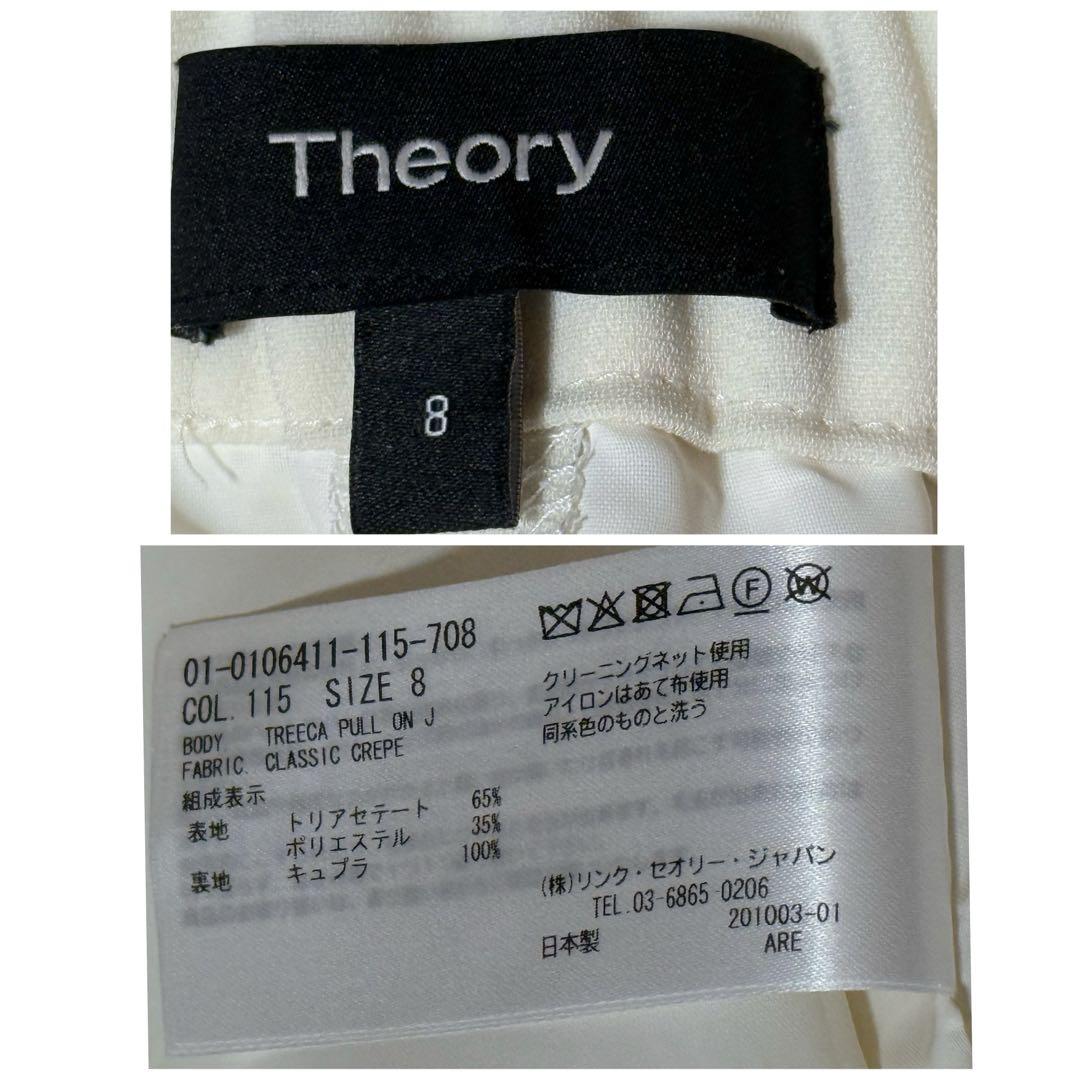 Theory
8
01-0106411-115-708
COL. 115 SIZE 8
BODY TREECA PULL ON J
FABRIC. CLASSIC CREPE
組成表示
表地 トリアセテート 65%
ポリエステル 35%
裏地 キュプラ 100%
F
W
クリーニングネット使用
アイロンはあて布使用
同系色のものと洗う
(株)リンク・セオリー・ジャパン
TEL.03-6865-0206
201003-01
日本製 ARE